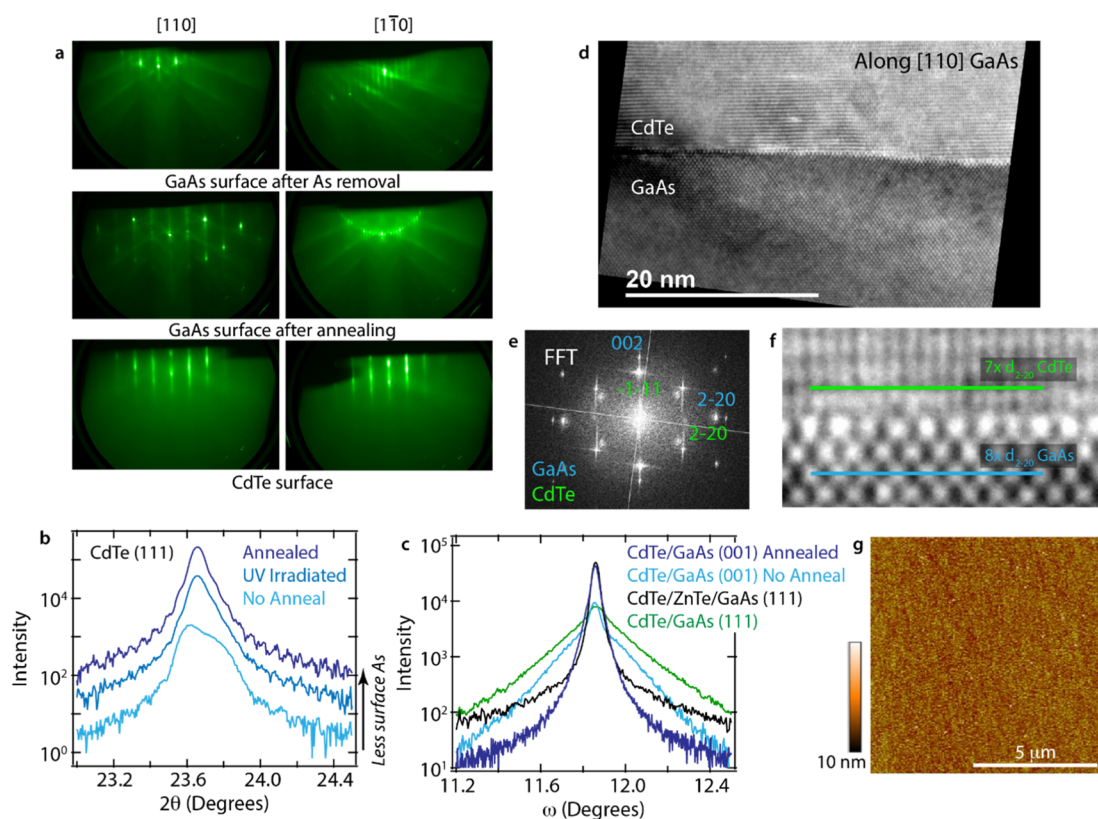 a
[110]
[11̄0]
GaAs surface after As removal
GaAs surface after annealing
CdTe surface
b
CdTe (111)
Annealed
UV Irradiated
No Anneal
Intensity
10⁴
10²
10⁰
Less surface As
23.2
23.6
24.0
24.4
2θ (Degrees)
c
CdTe/GaAs (001) Annealed
CdTe/GaAs (001) No Anneal
CdTe/ZnTe/GaAs (111)
CdTe/GaAs (111)
Intensity
10⁵
10⁴
10³
10²
10¹
11.2
11.6
12.0
12.4
ω (Degrees)
d
Along [110] GaAs
CdTe
GaAs
20 nm
e
FFT
002
-1-11
2-20
2-20
GaAs
CdTe
f
7x d₂₋₂₀ CdTe
8x d₂₋₂₀ GaAs
g
10 nm
5 μm